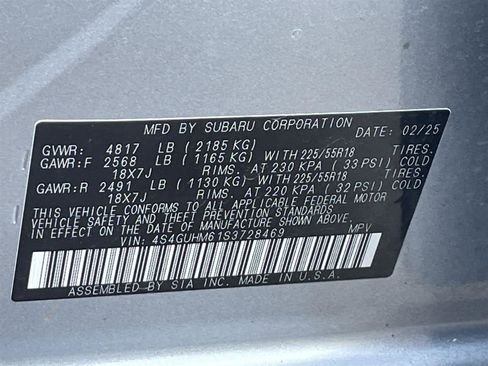 MFD BY SUBARU CORPORATION DATE: 02/25
GVWR: 4817 LB ( 2185 KG)
GAWR:F 2568 LB ( 1165 KG) WITH 225/55R18 TIRES.
18X7J RIMS. AT 230 KPA ( 33 PSI) COLD
GAWR:R 2491 LB ( 1130 KG) WITH 225/55R18 TIRES.
18X7J RIMS. AT 220 KPA ( 32 PSI) COLD
THIS VEHICLE CONFORMS TO ALL APPLICABLE FEDERAL MOTOR
VEHICLE SAFETY AND THEFT PREVENTION STANDARDS IN EFFECT
ON THE DATE OF MANUFACTURE SHOWN ABOVE.
VIN: 4S4GUHM61S3728469 MPV
ASSEMBLED BY SIA INC. MADE IN U.S.A.